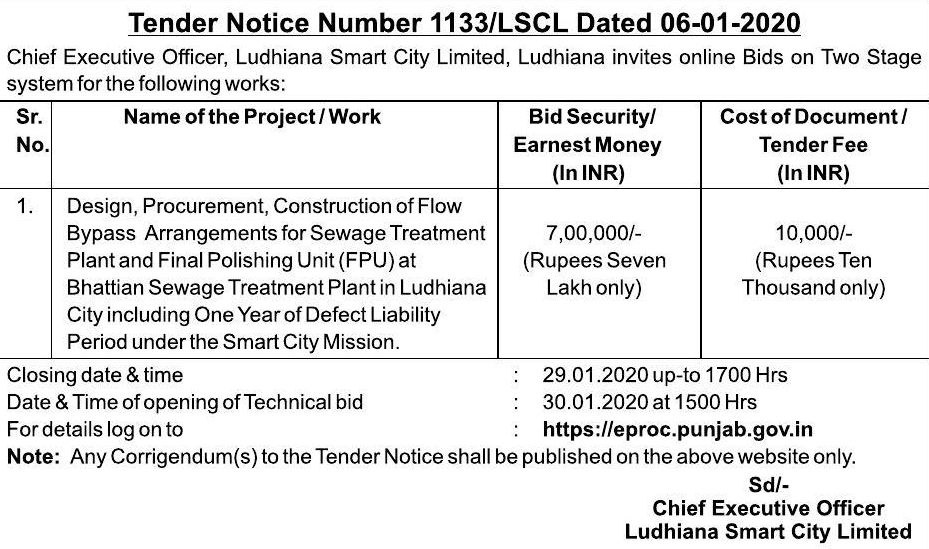 Tender Notice Number 1133/LSCL Dated 06-01-2020
Chief Executive Officer, Ludhiana Smart City Limited, Ludhiana invites online Bids on Two Stage
system for the following works:
Sr. No.
Name of the Project / Work
Bid Security/ Earnest Money (In INR)
Cost of Document / Tender Fee (In INR)
1.
Design, Procurement, Construction of Flow
Bypass Arrangements for Sewage Treatment
Plant and Final Polishing Unit (FPU) at
Bhattian Sewage Treatment Plant in Ludhiana
City including One Year of Defect Liability
Period under the Smart City Mission.
7,00,000/-
(Rupees Seven
Lakh only)
10,000/-
(Rupees Ten
Thousand only)
Closing date & time : 29.01.2020 up-to 1700 Hrs
Date & Time of opening of Technical bid : 30.01.2020 at 1500 Hrs
For details log on to : https://eproc.punjab.gov.in
Note: Any Corrigendum(s) to the Tender Notice shall be published on the above website only.
Sd/-
Chief Executive Officer
Ludhiana Smart City Limited